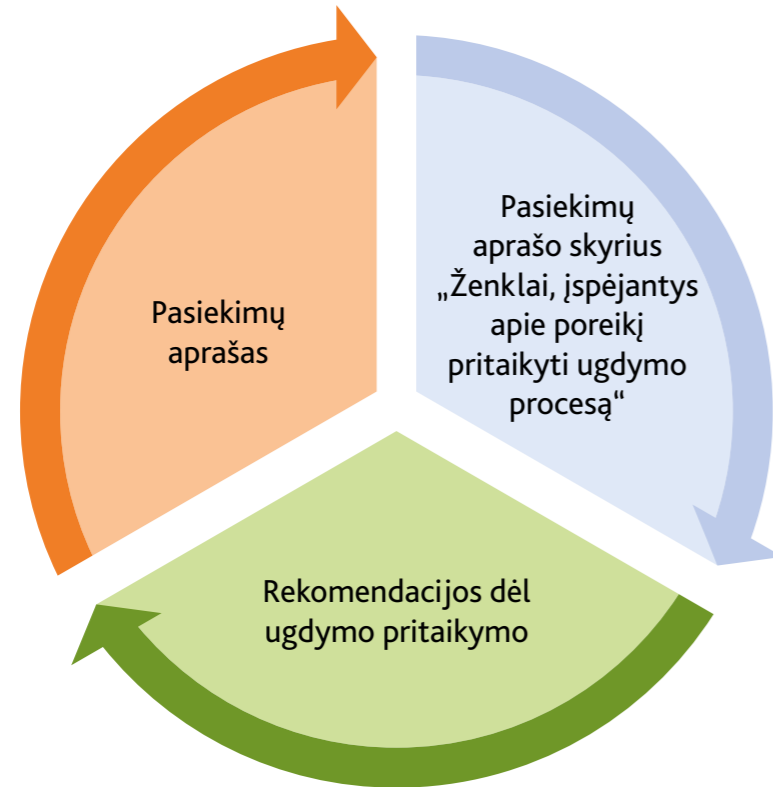 Pasiekimų
aprašas
Pasiekimų
aprašo skyrius
„Ženklai, įspėjantys
apie poreikį
pritaikyti ugdymo
procesą“
Rekomendacijos dėl
ugdymo pritaikymo